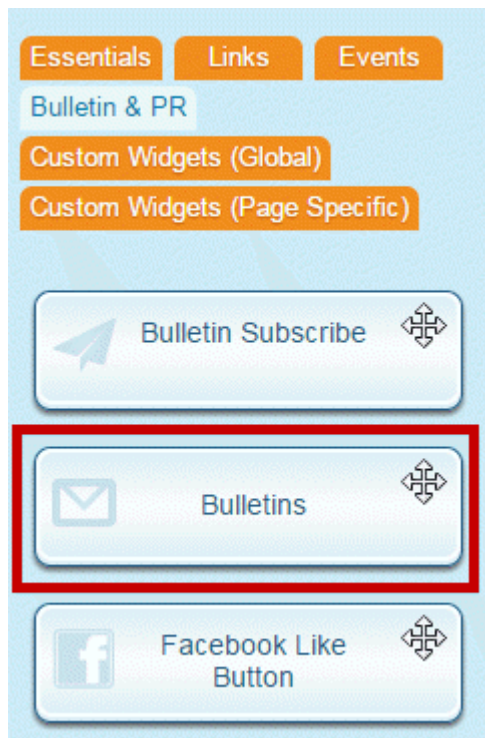 Essentials Links Events
Bulletin & PR
Custom Widgets (Global)
Custom Widgets (Page Specific)
Bulletin Subscribe
Bulletins
Facebook Like
Button